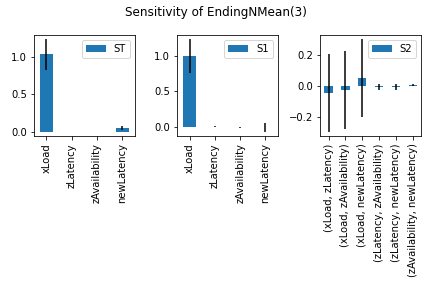 Sensitivity of EndingNMean(3)
ST
1.0
0.5
0.0
xLoad
zLatency
zAvailability
newLatency
S1
1.0
0.5
0.0
xLoad
zLatency
zAvailability
newLatency
S2
0.2
0.0
−0.2
(xLoad, zLatency)
(xLoad, zAvailability)
(xLoad, newLatency)
(zLatency, zAvailability)
(zLatency, newLatency)
(zAvailability, newLatency)